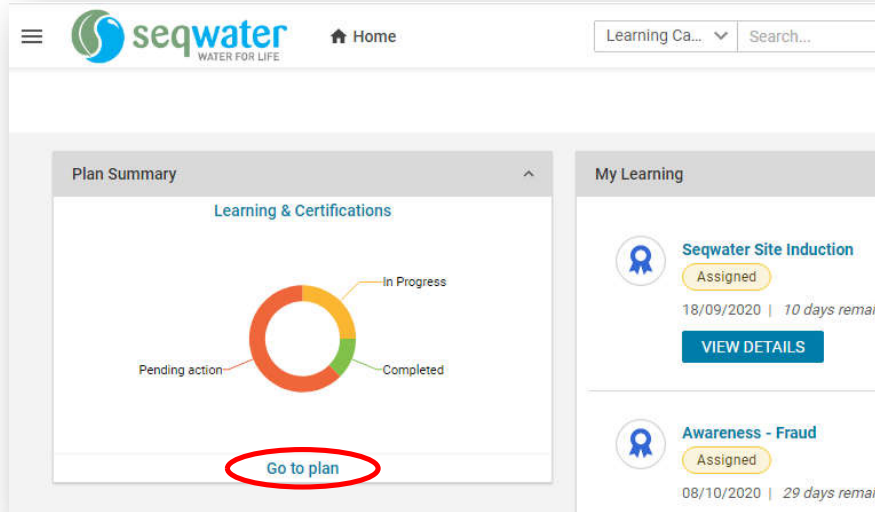 seqwater
WATER FOR LIFE
Home
Learning Ca...
Search...
Plan Summary
Learning & Certifications
In Progress
Pending action
Completed
Go to plan
My Learning
Seqwater Site Induction
Assigned
18/09/2020 | 10 days remai
VIEW DETAILS
Awareness - Fraud
Assigned
08/10/2020 | 29 days remai